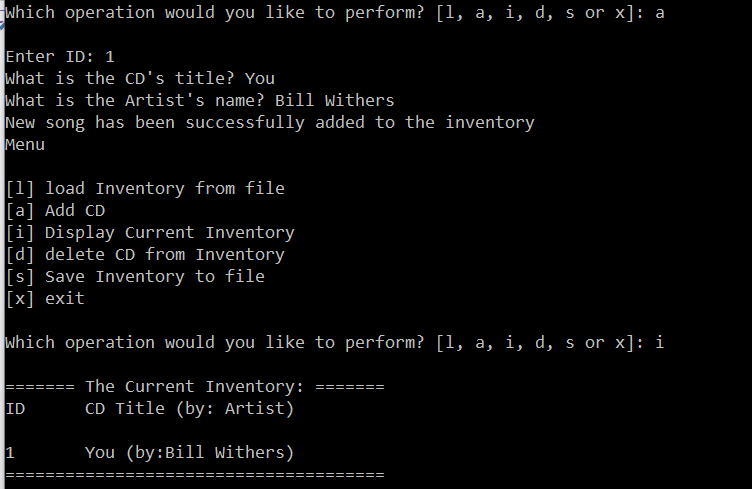 Which operation would you like to perform? [l, a, i, d, s or x]: a
Enter ID: 1
What is the CD's title? You
What is the Artist's name? Bill Withers
New song has been successfully added to the inventory
Menu
[l] load Inventory from file
[a] Add CD
[i] Display Current Inventory
[d] delete CD from Inventory
[s] Save Inventory to file
[x] exit
Which operation would you like to perform? [l, a, i, d, s or x]: i
======= The Current Inventory: =======
ID      CD Title (by: Artist)
1       You (by:Bill Withers)
======================================